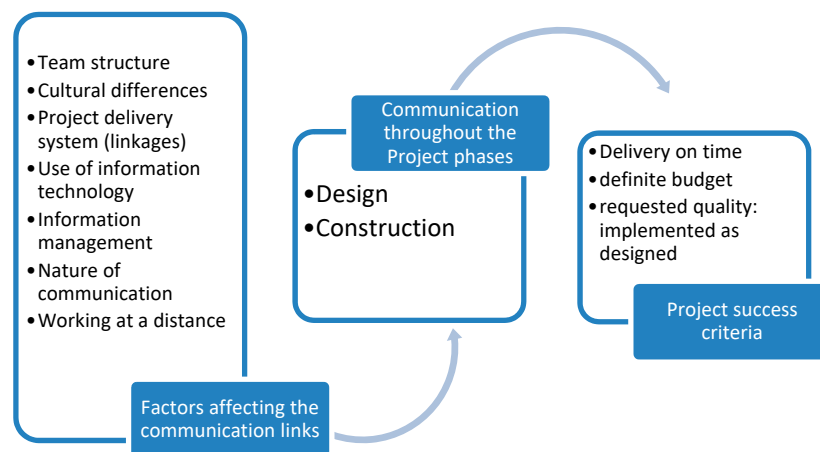 •Team structure
•Cultural differences
•Project delivery
system (linkages)
•Use of information
technology
•Information
management
•Nature of
communication
•Working at a distance
Factors affecting the
communication links
Communication
throughout the
Project phases
•Design
•Construction
•Delivery on time
•definite budget
•requested quality:
implemented as
designed
Project success
criteria